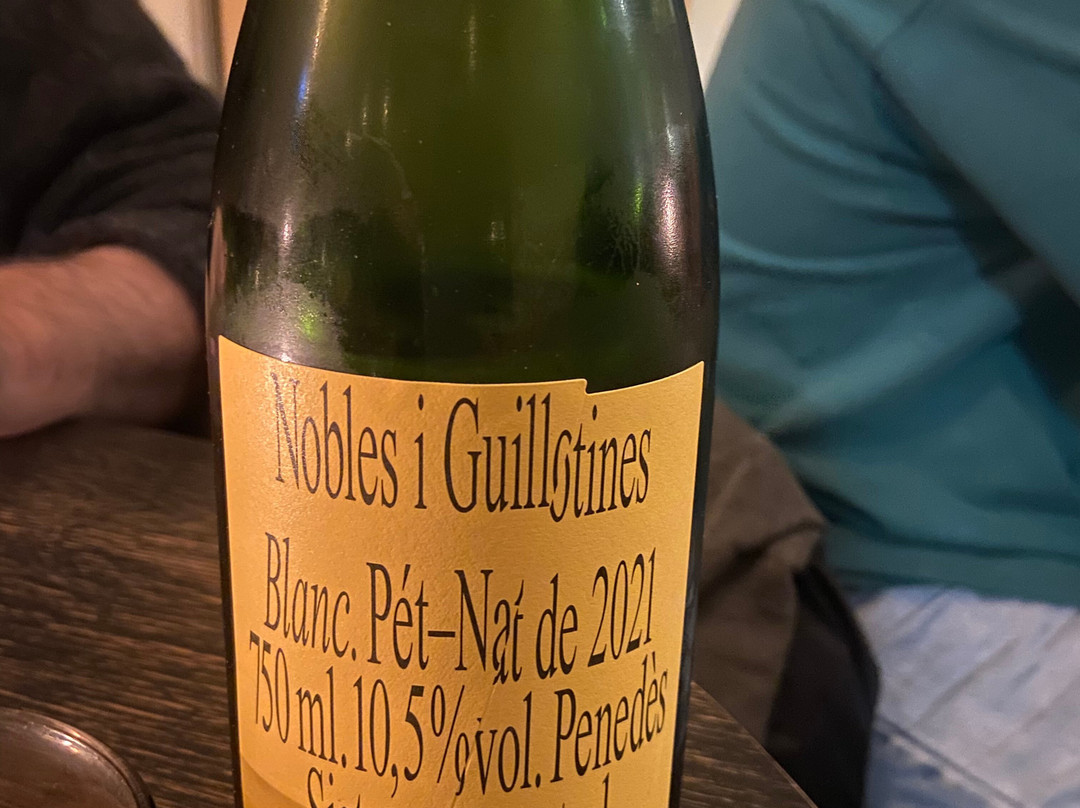 Nobles i Guillotines
Blanc. Pét–Nat de 2021
750 ml. 10,5% vol. Penedès